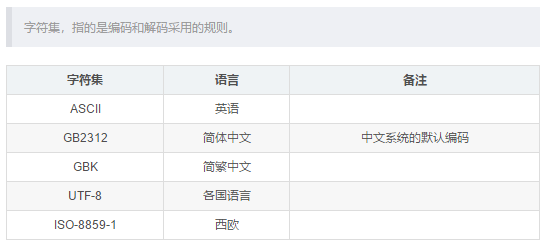 字符集，指的是编码和解码采用的规则。
字符集 语言 备注
ASCII 英语
GB2312 简体中文 中文系统的默认编码
GBK 简繁中文
UTF-8 各国语言
ISO-8859-1 西欧